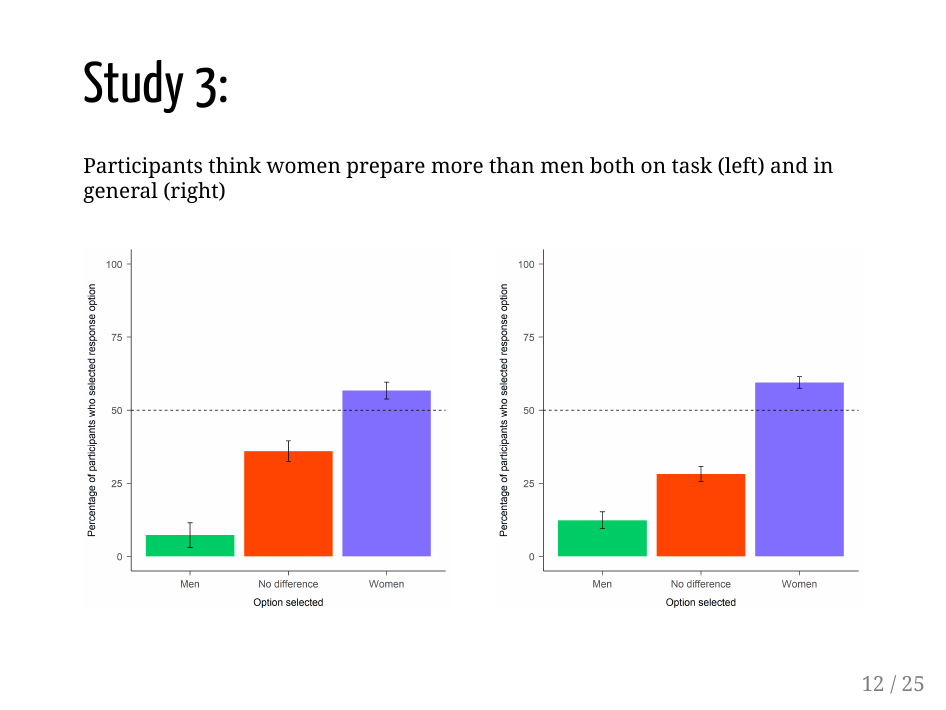 Study 3:
Participants think women prepare more than men both on task (left) and in
general (right)
Percentage of participants who selected response option
100
75
50
25
0
Men
No difference
Women
Option selected
Percentage of participants who selected response option
100
75
50
25
0
Men
No difference
Women
Option selected
12 / 25